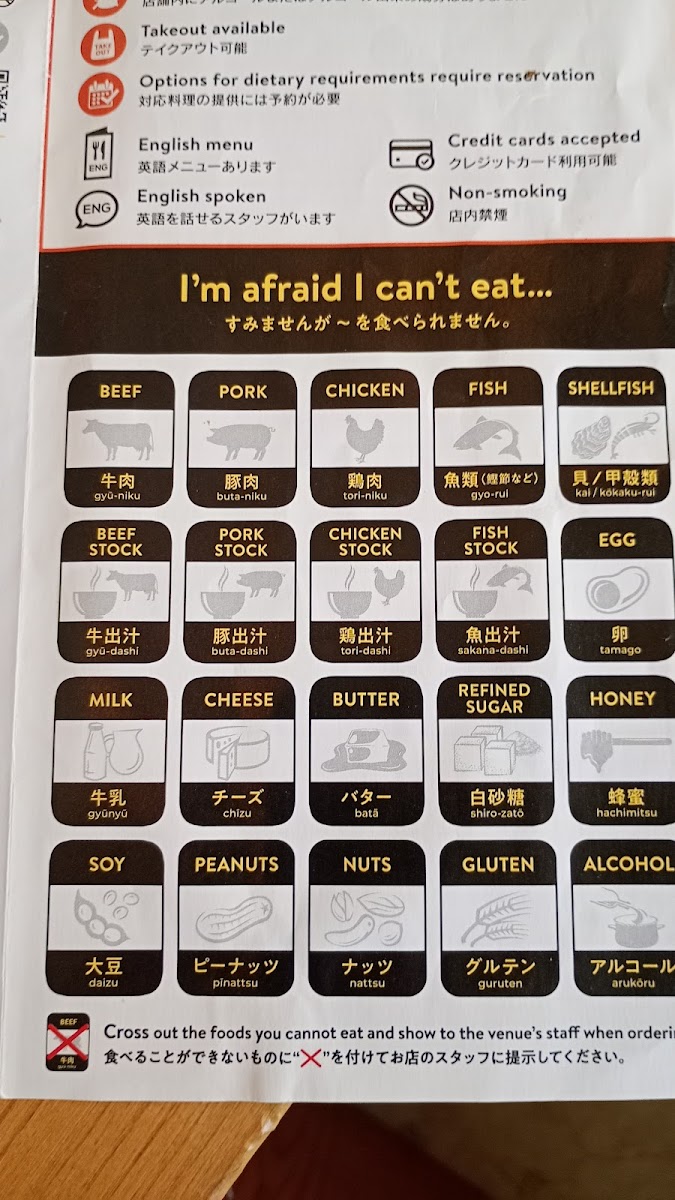 Takeout available
TAKE OUT
テイクアウト可能
Options for dietary requirements require reservation
対応料理の提供には予約が必要
English menu
ENG
英語メニューあります
Credit cards accepted
クレジットカード利用可能
English spoken
ENG
英語を話せるスタッフがいます
Non-smoking
店内禁煙
I'm afraid I can't eat...
すみませんが ~ を食べられません。
BEEF
牛肉
gyū-niku
PORK
豚肉
buta-niku
CHICKEN
鶏肉
tori-niku
FISH
魚類(鰹節など)
gyo-rui
SHELLFISH
貝 / 甲殻類
kai / kōkaku-rui
BEEF
STOCK
牛出汁
gyū-dashi
PORK
STOCK
豚出汁
buta-dashi
CHICKEN
STOCK
鶏出汁
tori-dashi
FISH
STOCK
魚出汁
sakana-dashi
EGG
卵
tamago
MILK
牛乳
gyūnyū
CHEESE
チーズ
chīzu
BUTTER
バター
batā
REFINED
SUGAR
白砂糖
shiro-zatō
HONEY
蜂蜜
hachimitsu
SOY
大豆
daizu
PEANUTS
ピーナッツ
pīnattsu
NUTS
ナッツ
nattsu
GLUTEN
グルテン
guruten
ALCOHOL
アルコール
arukōru
BEEF
牛肉
gyū-niku
Cross out the foods you cannot eat and show to the venue's staff when orderi
食べることができないものに“×”を付けてお店のスタッフに提示してください。